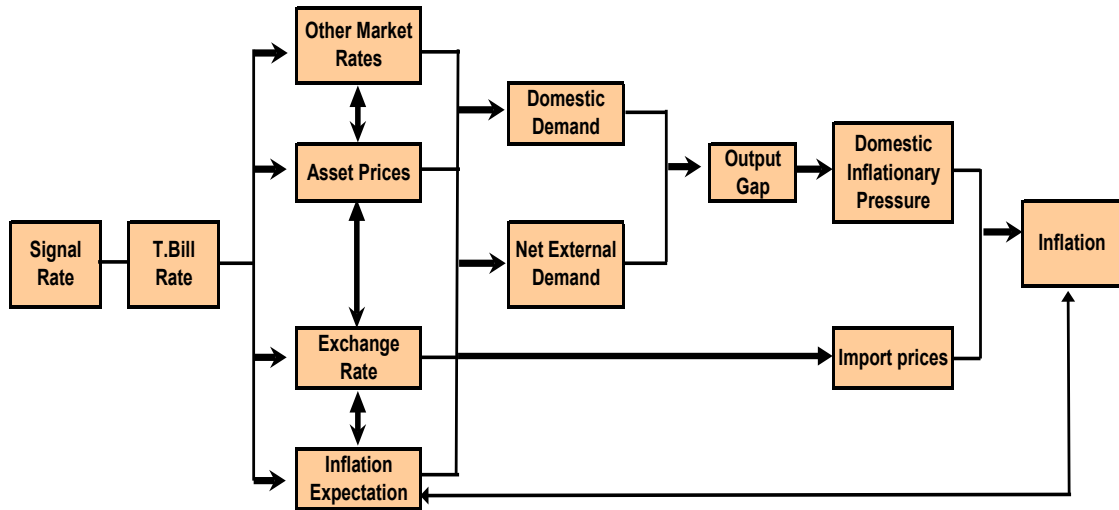 Other Market
Rates
Asset Prices
Signal
Rate
T.Bill
Rate
Exchange
Rate
Inflation
Expectation
Domestic
Demand
Net External
Demand
Output
Gap
Domestic
Inflationary
Pressure
Import prices
Inflation